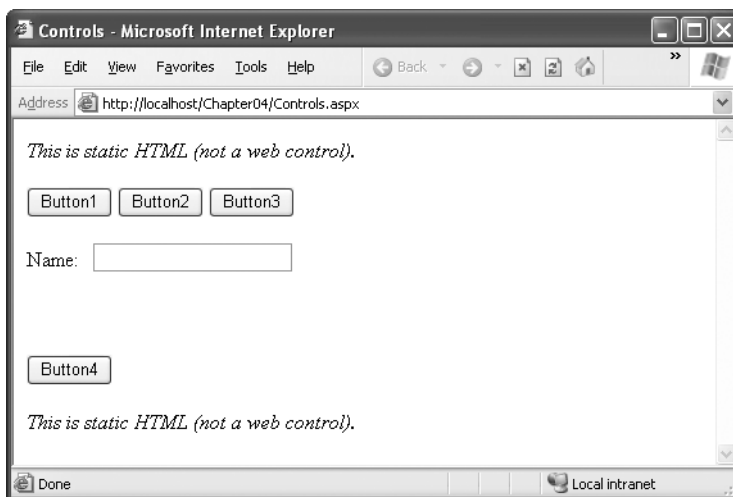 Controls - Microsoft Internet Explorer
File Edit View Favorites Tools Help Back »
Address http://localhost/Chapter04/Controls.aspx
This is static HTML (not a web control).
Button1 Button2 Button3
Name:
Button4
This is static HTML (not a web control).
Done Local intranet